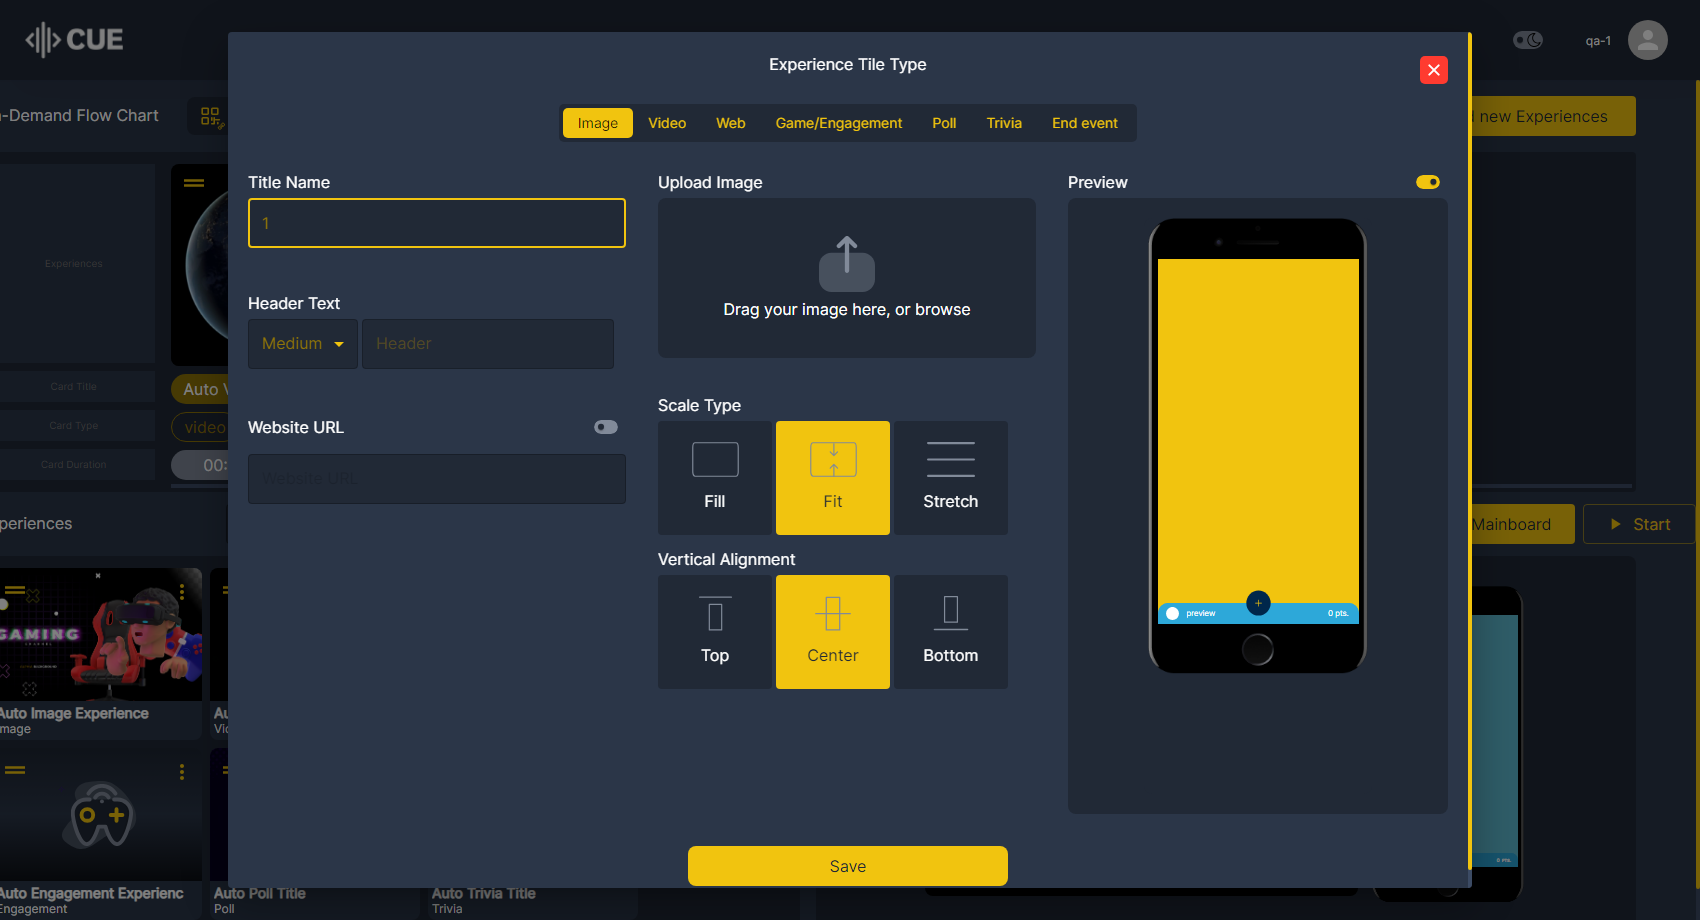 CUE
Experience Tile Type
qa-1
-Demand Flow Chart
new Experiences
Image
Video
Web
Game/Engagement
Poll
Trivia
End event
Title Name
1
Upload Image
Drag your image here, or browse
Preview
preview
0 pts.
Experiences
Header Text
Medium
Header
Card Title
Card Type
Card Duration
Auto V
video
00:
Website URL
Website URL
Scale Type
Fill
Fit
Stretch
Vertical Alignment
Top
Center
Bottom
periences
Mainboard
Start
GAMING
CHANNEL
Auto Image Experience
mage
Au
Vid
0 pts.
Save
Auto Engagement Experienc
Engagement
Auto Poll Title
Poll
Auto Trivia Title
Trivia